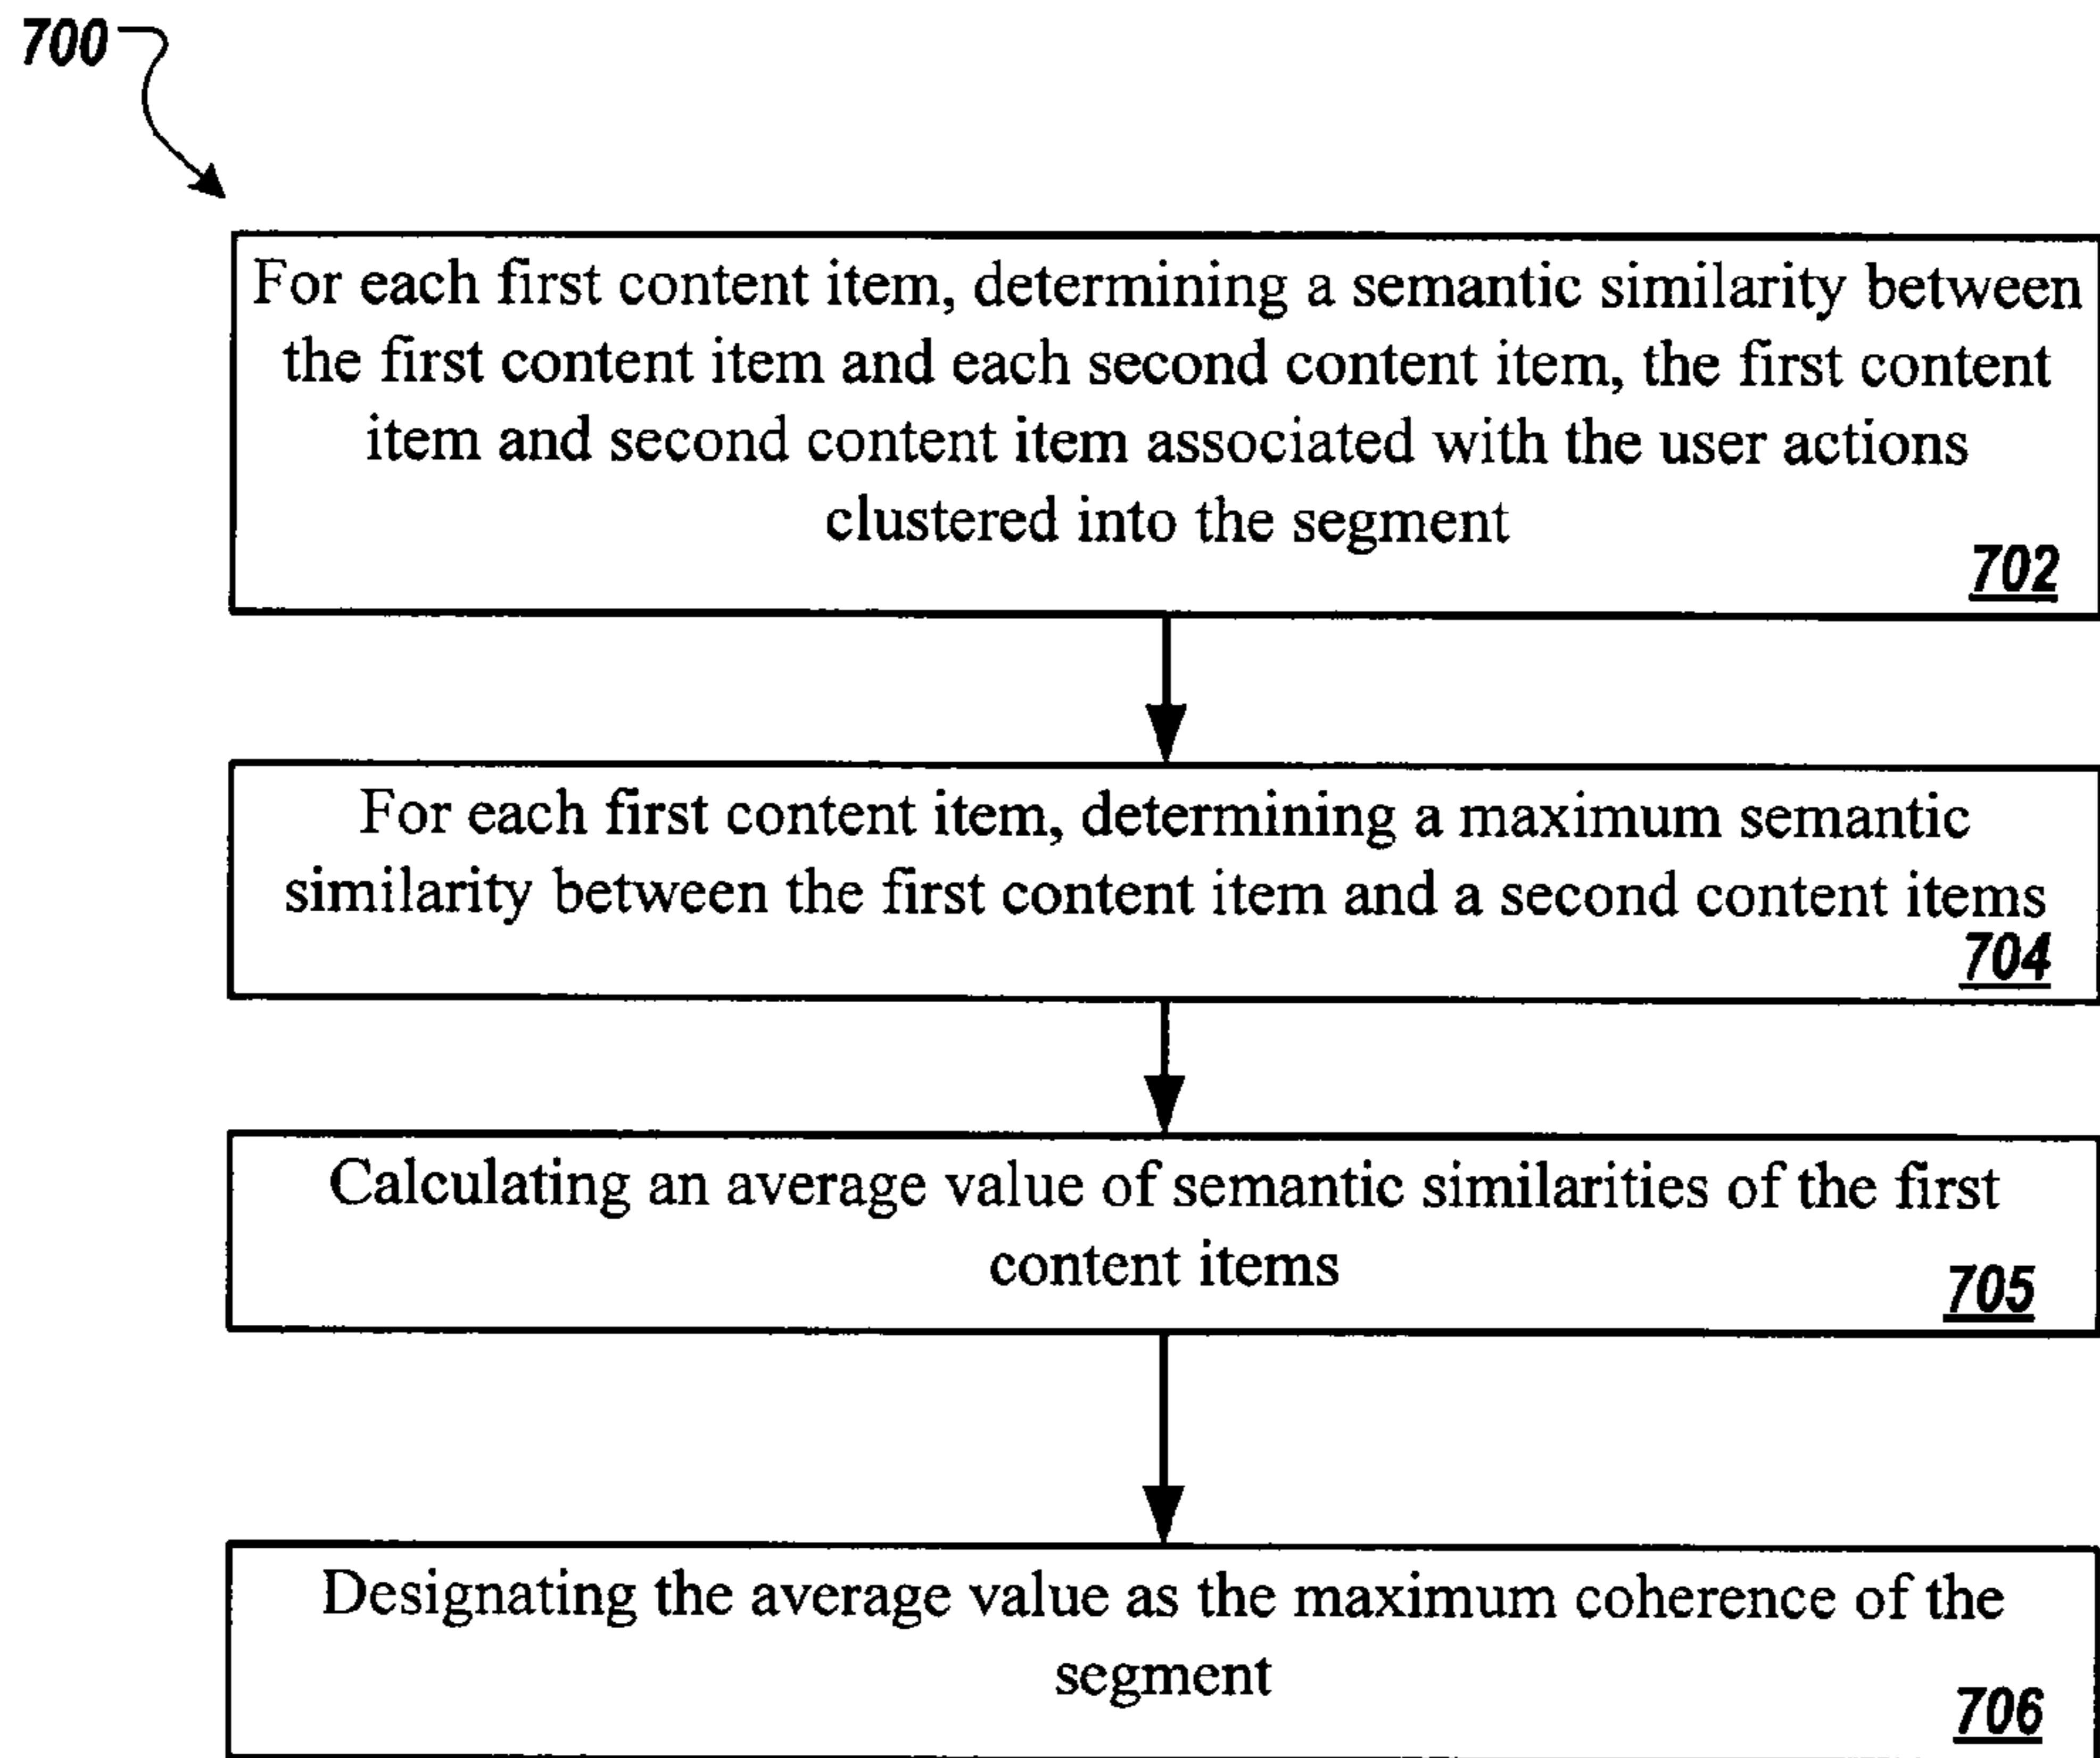 700
For each first content item, determining a semantic similarity between
the first content item and each second content item, the first content
item and second content item associated with the user actions
clustered into the segment
702
For each first content item, determining a maximum semantic
similarity between the first content item and a second content items
704
Calculating an average value of semantic similarities of the first
content items
705
Designating the average value as the maximum coherence of the
segment
706